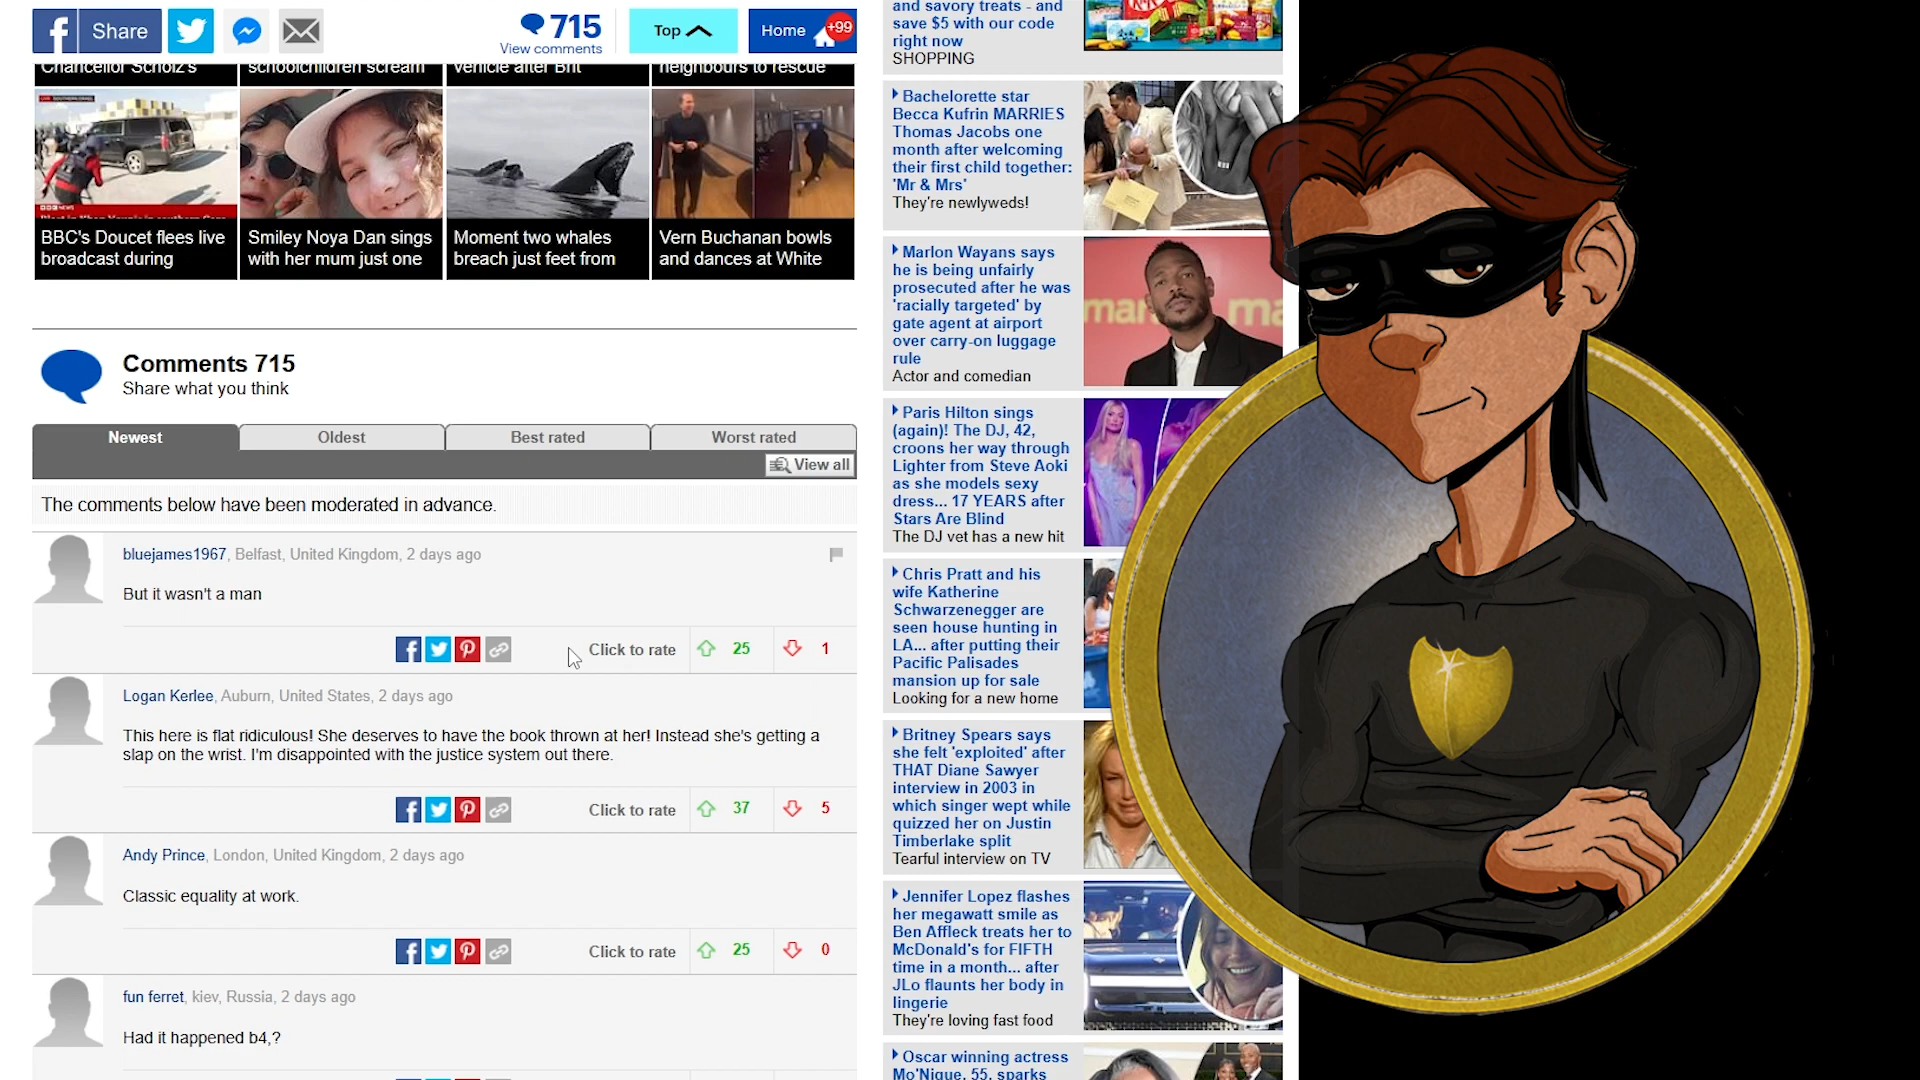 Share
715
View comments
Top
Home
+99
Chancellor Scholz's
schoolchildren scream
vehicle after Brit
neighbours to rescue
BBC's Doucet flees live
broadcast during
Smiley Noya Dan sings
with her mum just one
Moment two whales
breach just feet from
Vern Buchanan bowls
and dances at White
Comments 715
Share what you think
Newest
Oldest
Best rated
Worst rated
View all
The comments below have been moderated in advance.
bluejames1967, Belfast, United Kingdom, 2 days ago
But it wasn't a man
Click to rate
25
1
Logan Kerlee, Auburn, United States, 2 days ago
This here is flat ridiculous! She deserves to have the book thrown at her! Instead she's getting a
slap on the wrist. I'm disappointed with the justice system out there.
Click to rate
37
5
Andy Prince, London, United Kingdom, 2 days ago
Classic equality at work.
Click to rate
25
0
fun ferret, kiev, Russia, 2 days ago
Had it happened b4,?
and savory treats - and
save $5 with our code
right now
SHOPPING
Bachelorette star
Becca Kufrin MARRIES
Thomas Jacobs one
month after welcoming
their first child together:
'Mr & Mrs'
They're newlyweds!
Marlon Wayans says
he is being unfairly
prosecuted after he was
'racially targeted' by
gate agent at airport
over carry-on luggage
rule
Actor and comedian
Paris Hilton sings
(again)! The DJ, 42,
croons her way through
Lighter from Steve Aoki
as she models sexy
dress... 17 YEARS after
Stars Are Blind
The DJ vet has a new hit
Chris Pratt and his
wife Katherine
Schwarzenegger are
seen house hunting in
LA... after putting their
Pacific Palisades
mansion up for sale
Looking for a new home
Britney Spears says
she felt 'exploited' after
THAT Diane Sawyer
interview in 2003 in
which singer wept while
quizzed her on Justin
Timberlake split
Tearful interview on TV
Jennifer Lopez flashes
her megawatt smile as
Ben Affleck treats her to
McDonald's for FIFTH
time in a month... after
JLo flaunts her body in
lingerie
They're loving fast food
Oscar winning actress
Mo'Nique, 55, sparks